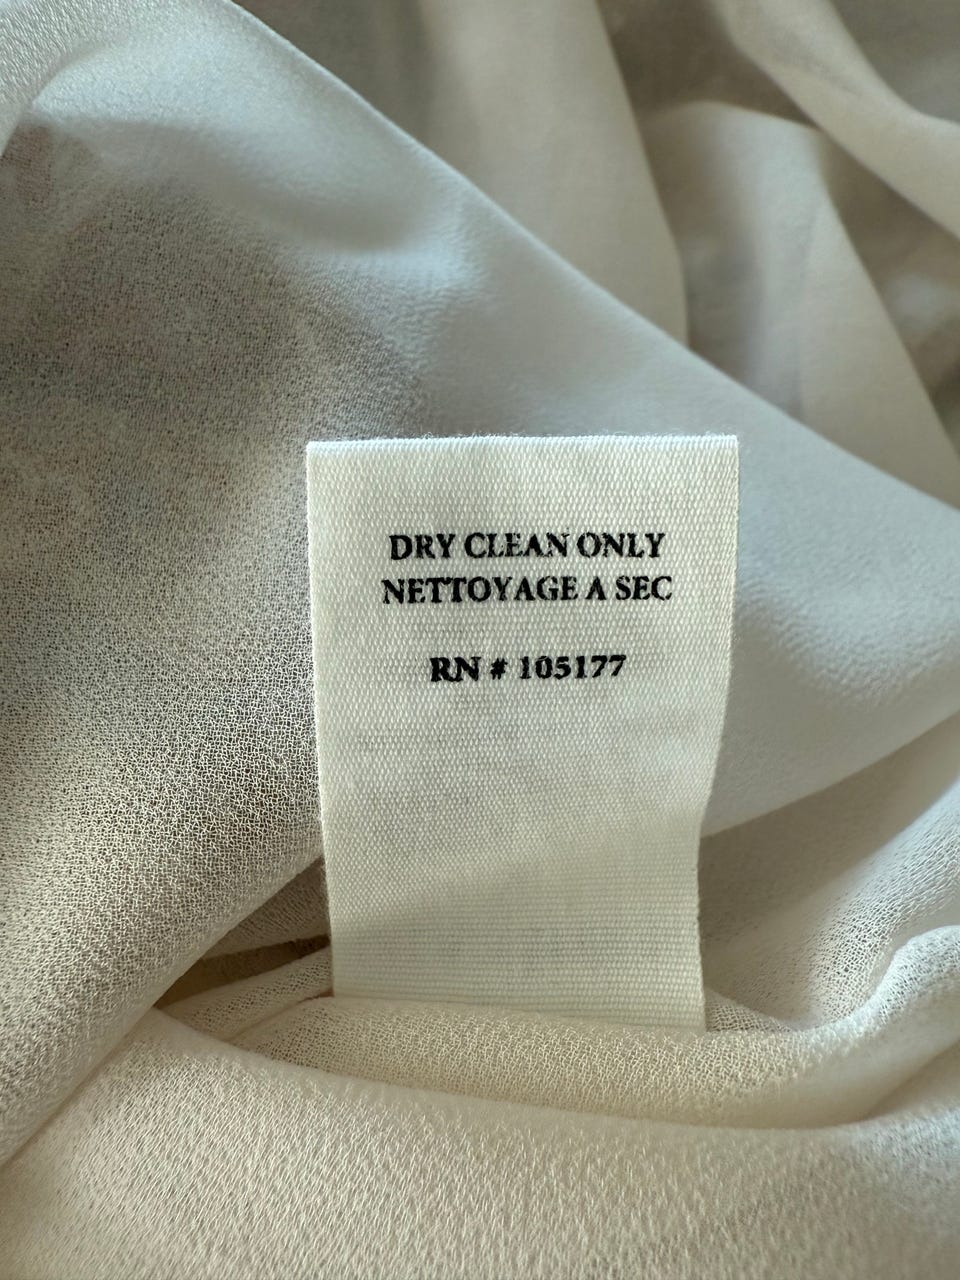 DRY CLEAN ONLY
NETTOYAGE A SEC
RN # 105177